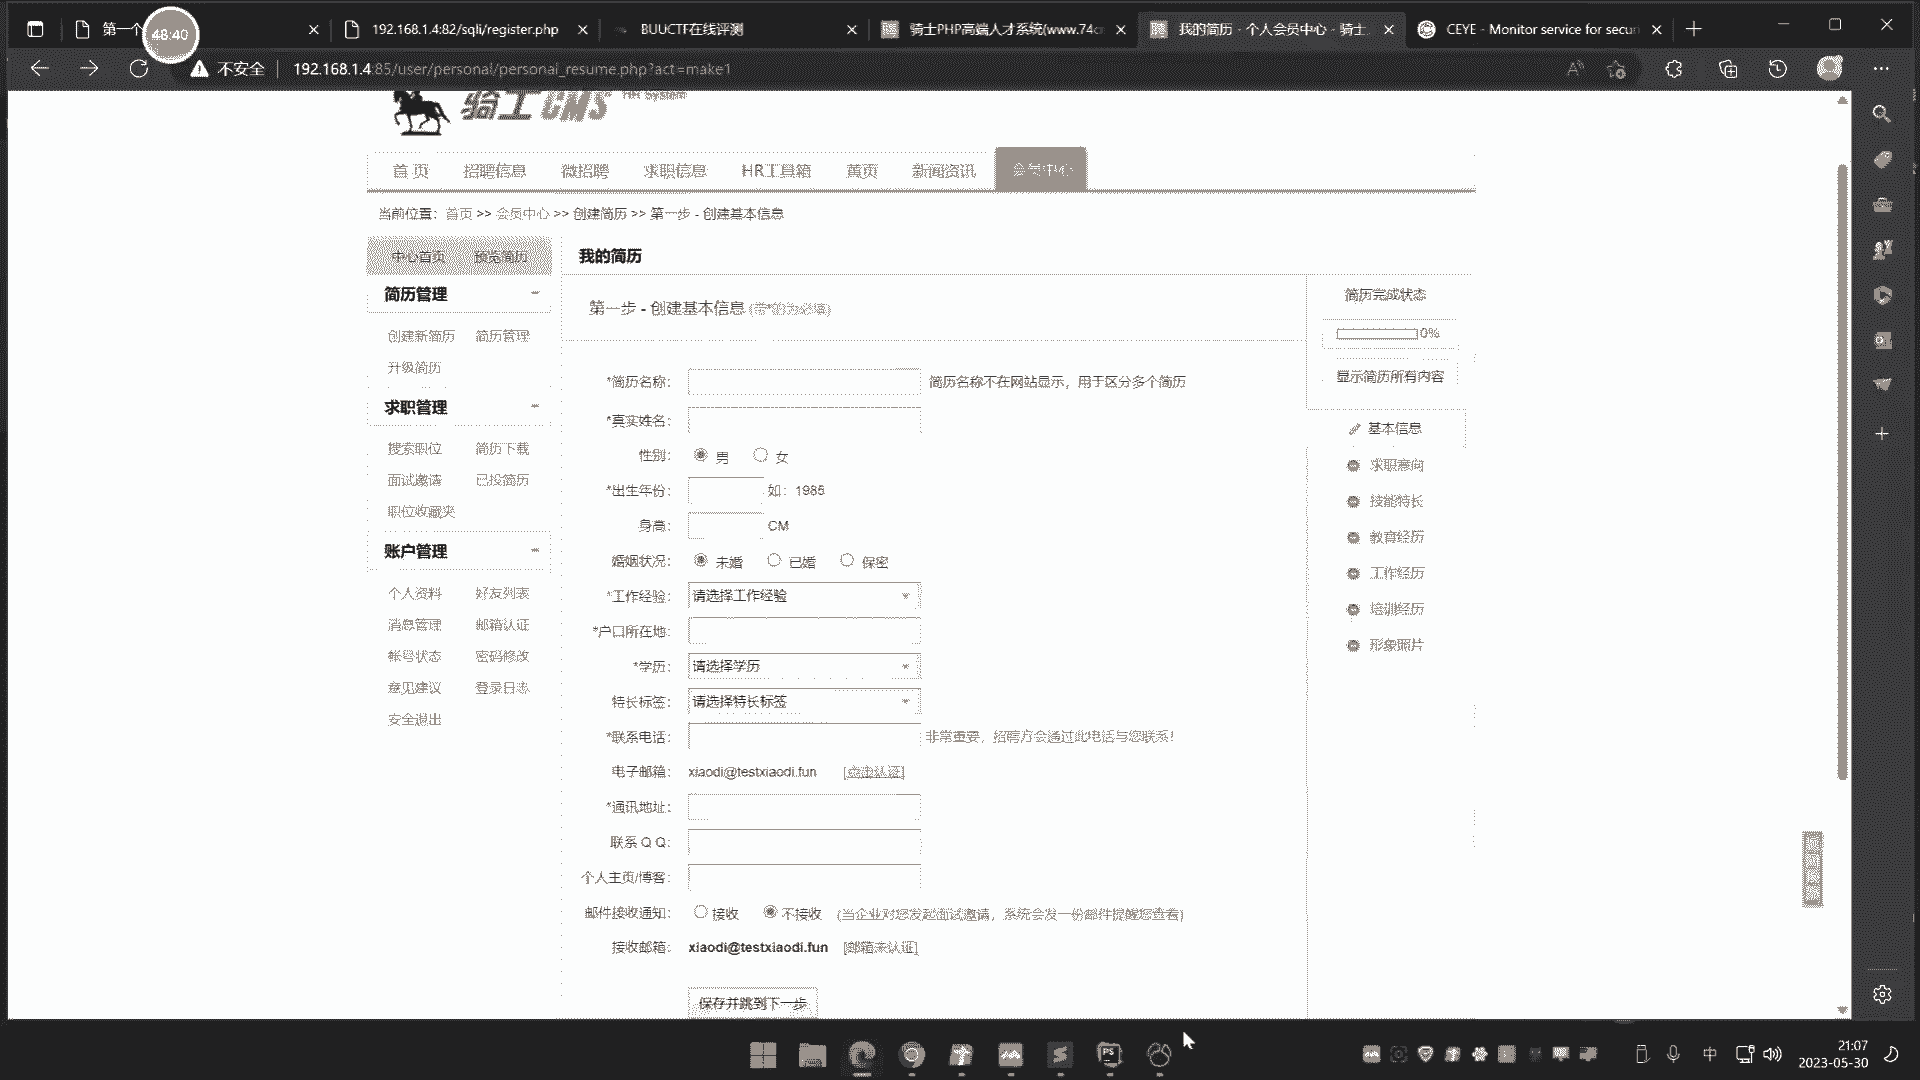 第一个
48:40
192.168.1.4:82/sqli/register.php
BUUCTF在线评测
骑士PHP高端人才系统(www.74c
我的简历 - 个人会员中心 - 骑士
CEYE - Monitor service for secur
不安全
192.168.1.4:85/user/personal/personal_resume.php?act=make1
骑士CMS HR System
首 页 招聘信息 微招聘 求职信息 HR工具箱 黄页 新闻资讯 会员中心
当前位置：首页 >> 会员中心 >> 创建简历 >> 第一步 - 创建基本信息
中心首页 预览简历
简历管理
创建新简历 简历管理
升级简历
求职管理
搜索职位 简历下载
面试邀请 已投简历
职位收藏夹
账户管理
个人资料 好友列表
消息管理 邮箱认证
帐号状态 密码修改
意见建议 登录日志
安全退出
我的简历
第一步 - 创建基本信息 (带*的为必填)
*简历名称： 简历名称不在网站显示，用于区分多个简历
*真实姓名：
性别： 男 女
*出生年份： 如：1985
身高： CM
婚姻状况： 未婚 已婚 保密
*工作经验： 请选择工作经验
*户口所在地：
*学历： 请选择学历
特长标签： 请选择特长标签
*联系电话： 非常重要，招聘方会通过此电话与您联系！
电子邮箱： xiaodi@testxiaodi.fun [点击认证]
*通讯地址：
联系ＱＱ：
个人主页/博客：
邮件接收通知： 接收 不接收 (当企业对您发起面试邀请，系统会发一份邮件提醒您查看)
接收邮箱： xiaodi@testxiaodi.fun [邮箱未认证]
保存并跳到下一步
简历完成状态
0%
显示简历所有内容
基本信息
求职意向
技能特长
教育经历
工作经历
培训经历
形象照片
中
21:07
2023-05-30